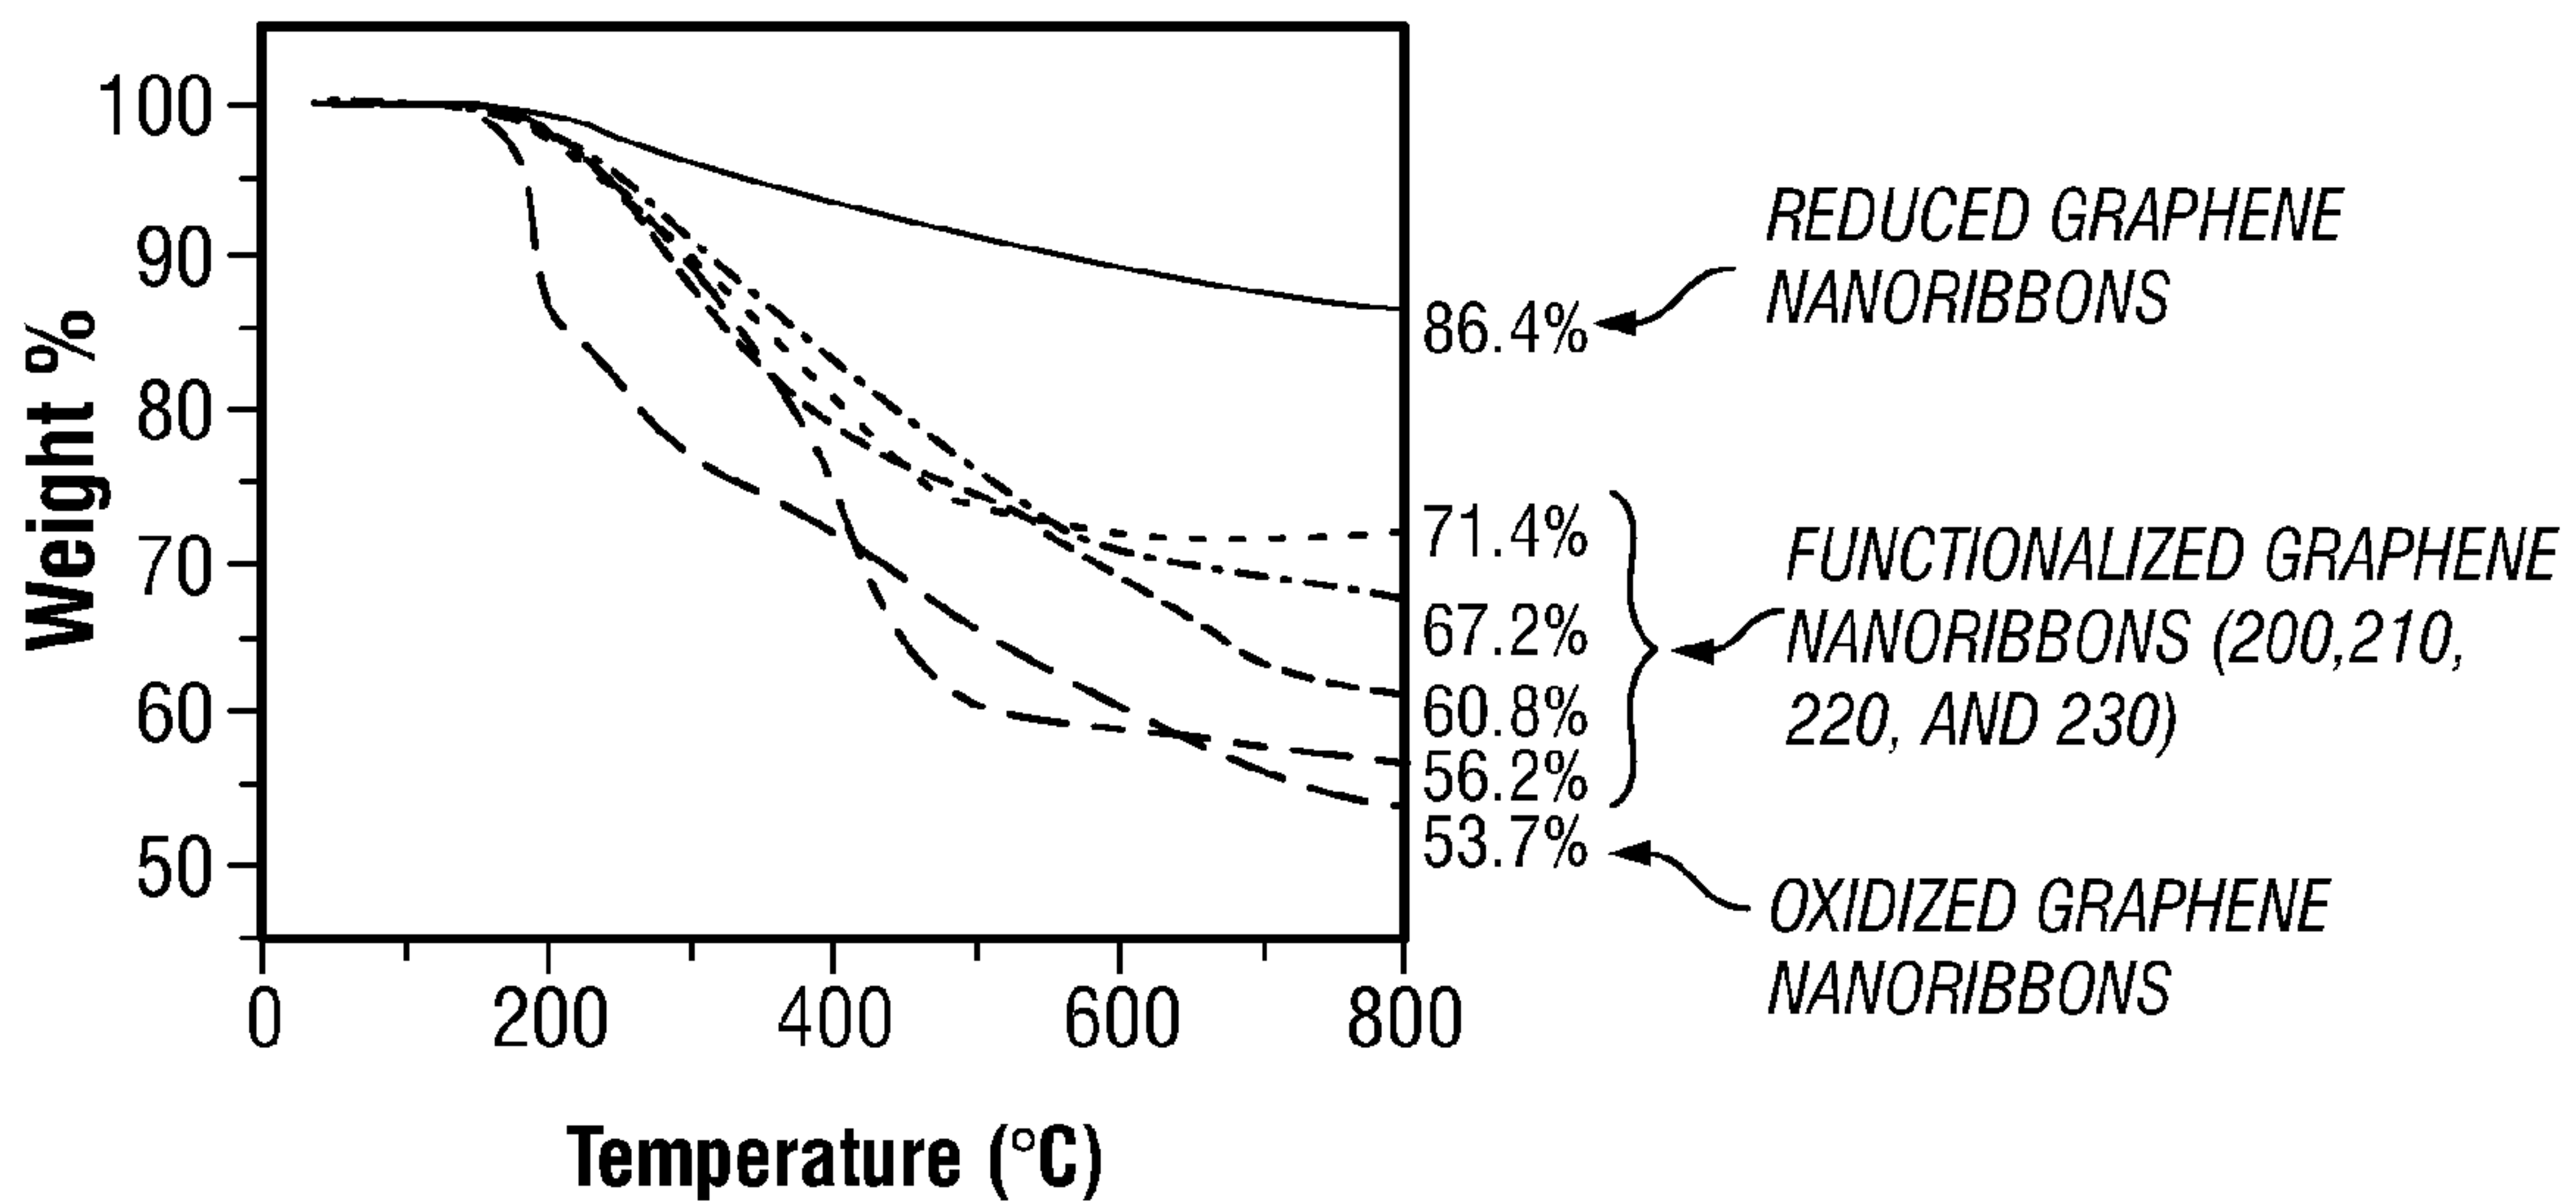 100
90
80
70
60
50
Weight %
0
200
400
600
800
Temperature (°C)
86.4%
71.4%
67.2%
60.8%
56.2%
53.7%
REDUCED GRAPHENE
NANORIBBONS
FUNCTIONALIZED GRAPHENE
NANORIBBONS (200,210,
220, AND 230)
OXIDIZED GRAPHENE
NANORIBBONS